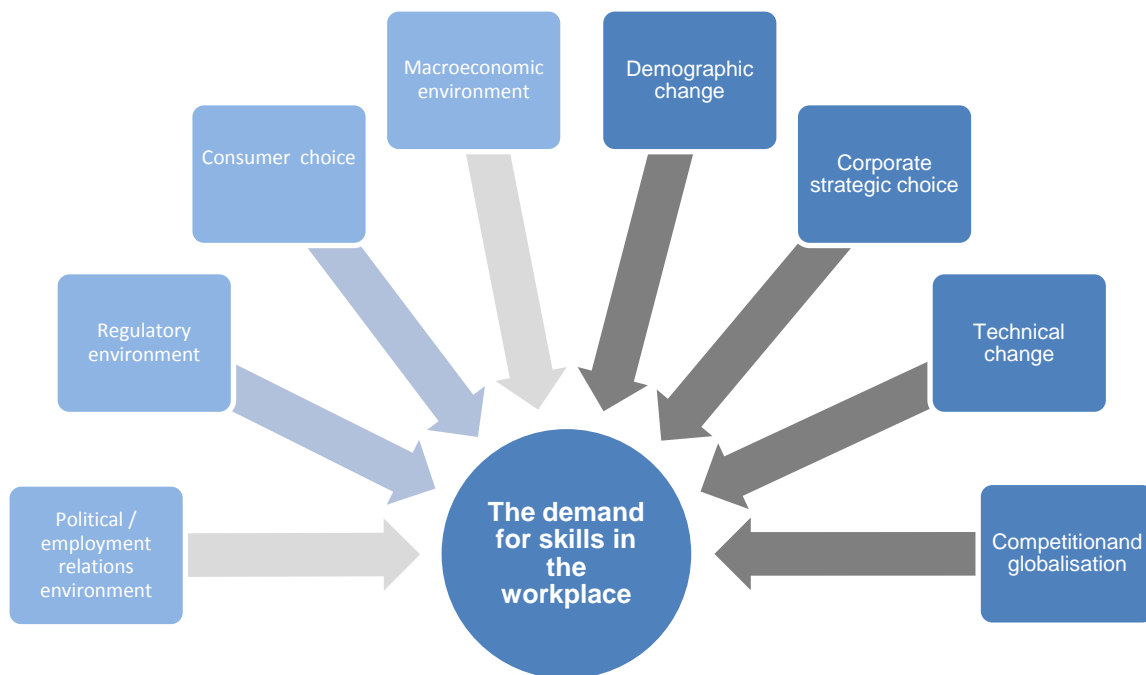 Macroeconomic
environment
Demographic
change
Consumer choice
Corporate
strategic choice
Regulatory
environment
Technical
change
Political /
employment
relations
environment
The demand
for skills in
the
workplace
Competitionand
globalisation